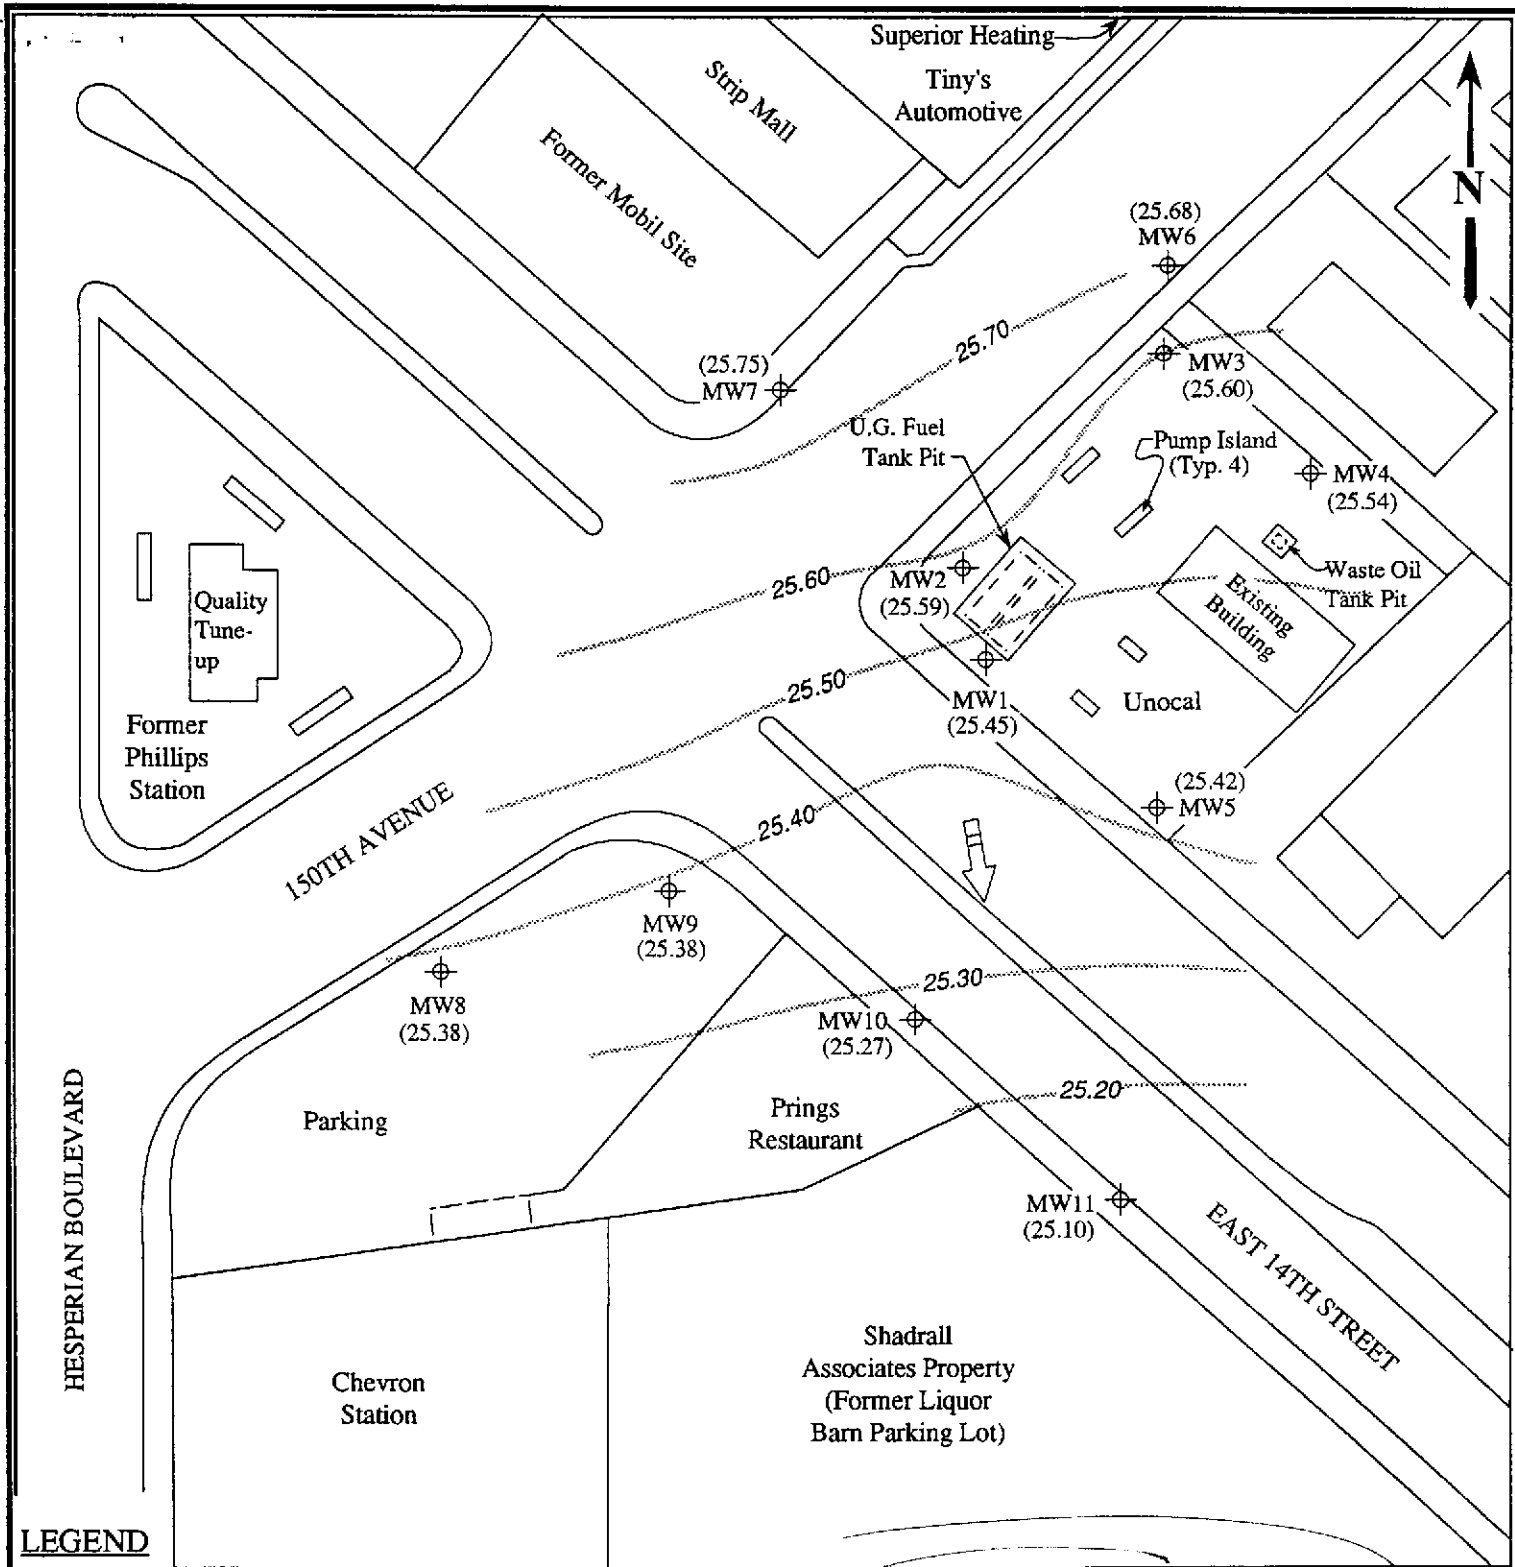 Superior Heating
Tiny's
Automotive
Strip Mall
Former Mobil Site
N
(25.68)
MW6
25.70
(25.75)
MW7
MW3
(25.60)
U.G. Fuel
Tank Pit
Pump Island
(Typ. 4)
MW4
(25.54)
25.60
MW2
(25.59)
Waste Oil
Tank Pit
Existing
Building
Quality
Tune-
up
25.50
MW1
(25.45)
Unocal
Former
Phillips
Station
(25.42)
MW5
25.40
150TH AVENUE
MW9
(25.38)
MW8
(25.38)
25.30
MW10
(25.27)
25.20
Parking
Prings
Restaurant
HESPERIAN BOULEVARD
MW11
(25.10)
EAST 14TH STREET
Shadrall
Associates Property
(Former Liquor
Barn Parking Lot)
Chevron
Station
LEGEND